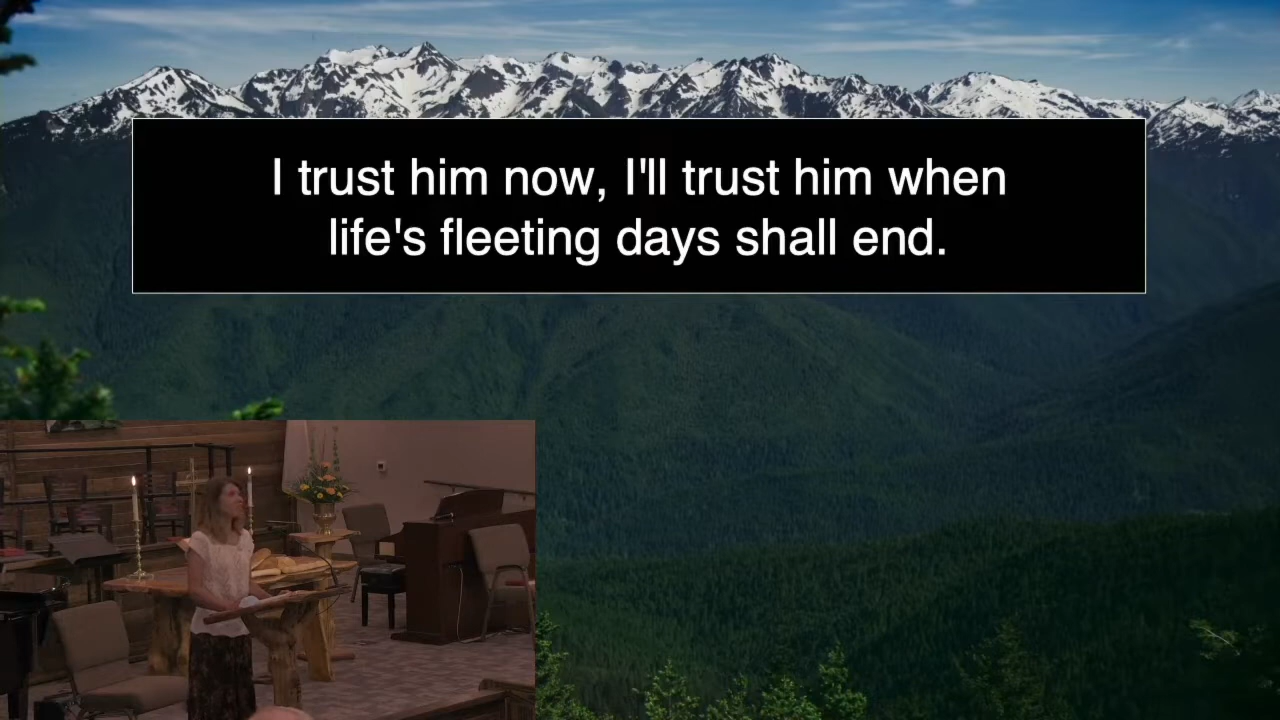 I trust him now, I'll trust him when
life's fleeting days shall end.